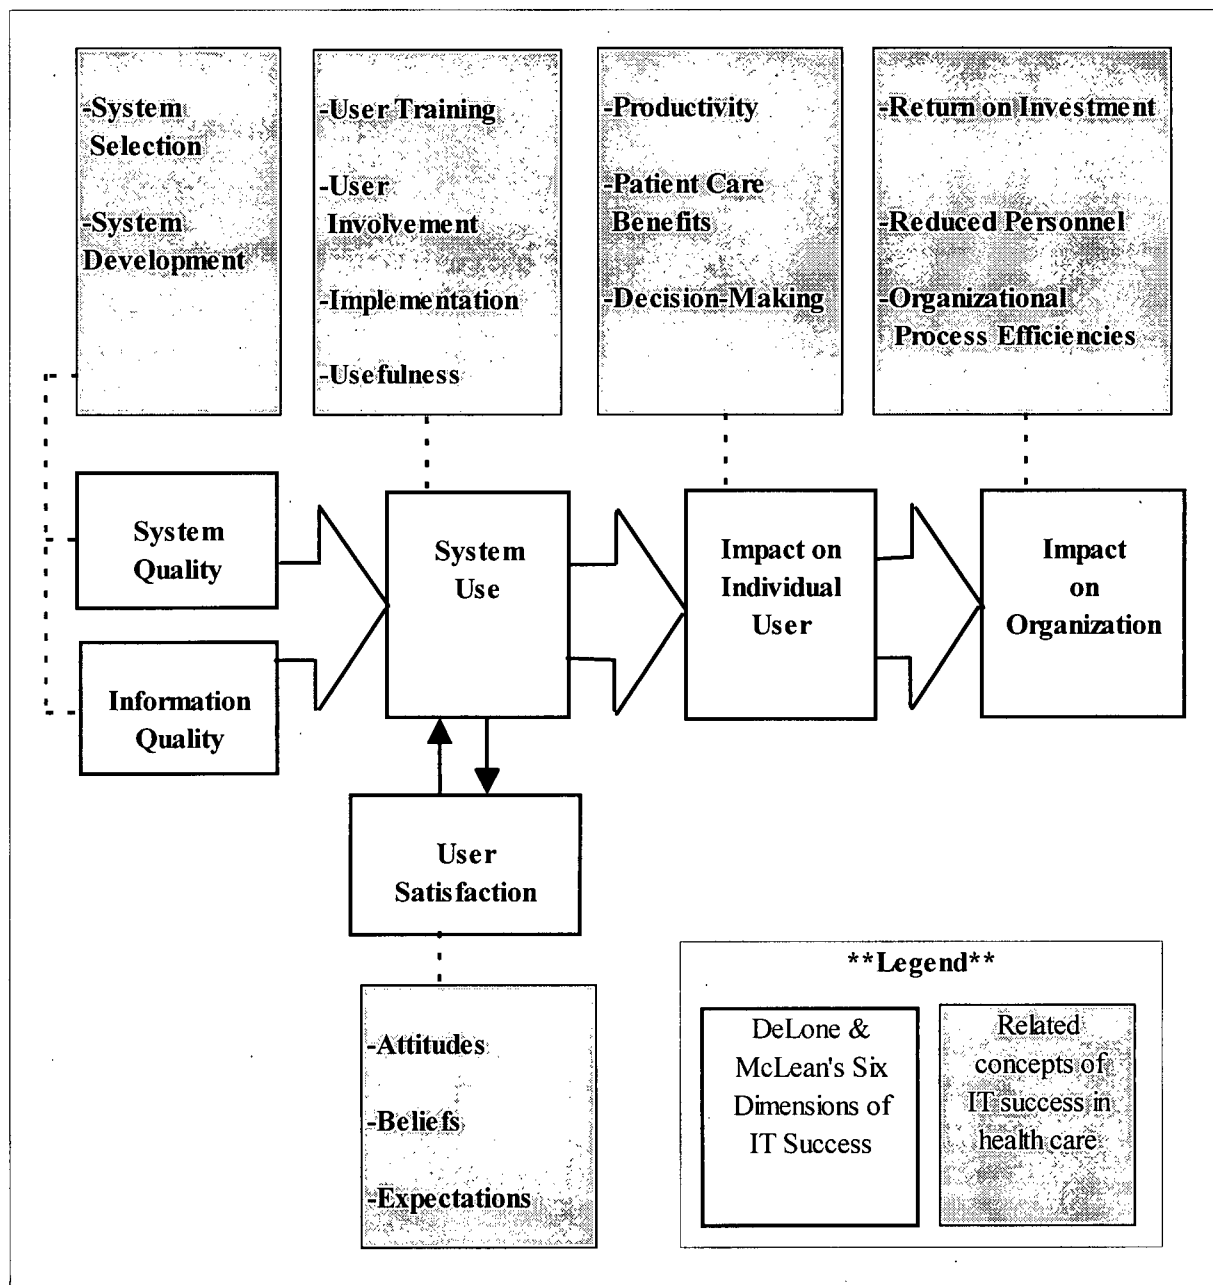 -System
Selection
-System
Development
-User Training
-User
Involvement
-Implementation
-Usefulness
-Productivity
-Patient Care
Benefits
-Decision-Making
-Return on Investment
-Reduced Personnel
-Organizational
Process Efficiencies
System
Quality
Information
Quality
System
Use
Impact on
Individual
User
Impact
on
Organization
User
Satisfaction
-Attitudes
-Beliefs
-Expectations
**Legend**
DeLone &
McLean's Six
Dimensions of
IT Success
Related
concepts of
IT success in
health care